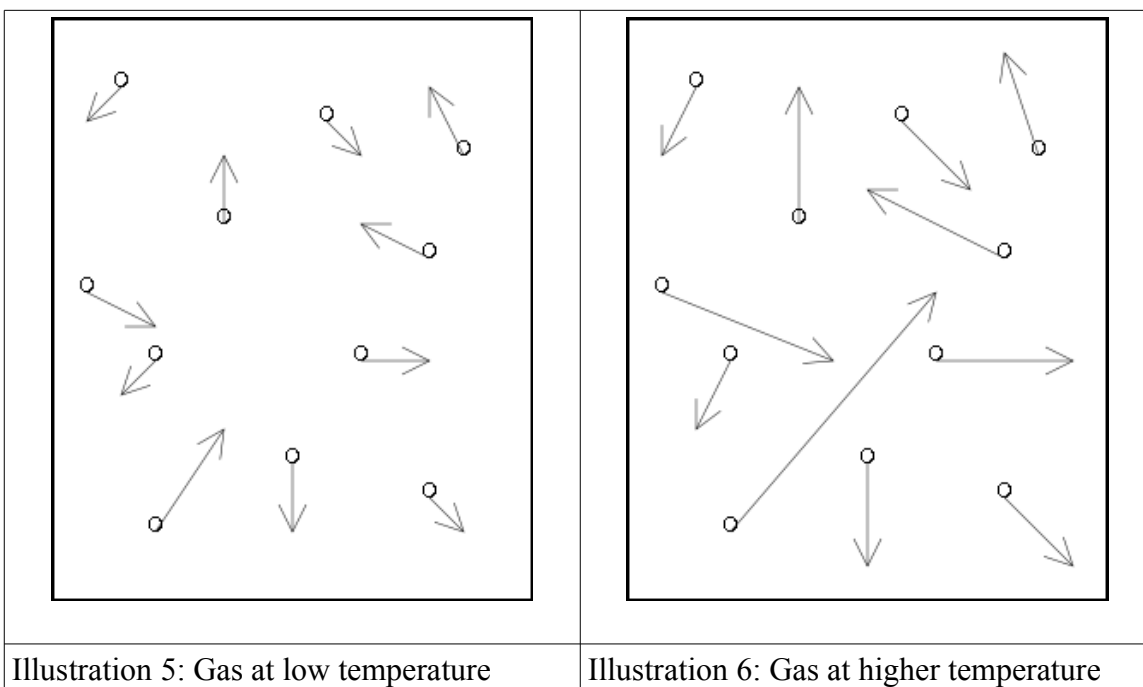 Illustration 5: Gas at low temperature
Illustration 6: Gas at higher temperature